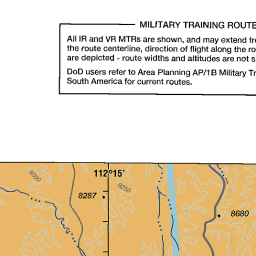 MILITARY TRAINING ROUTE
All IR and VR MTRs are shown, and may extend fr
the route centerline, direction of flight along the ro
are depicted - route widths and altitudes are not s
DoD users refer to Area Planning AP/1B Military Tr
South America for current routes.
112°15'
8287
8680